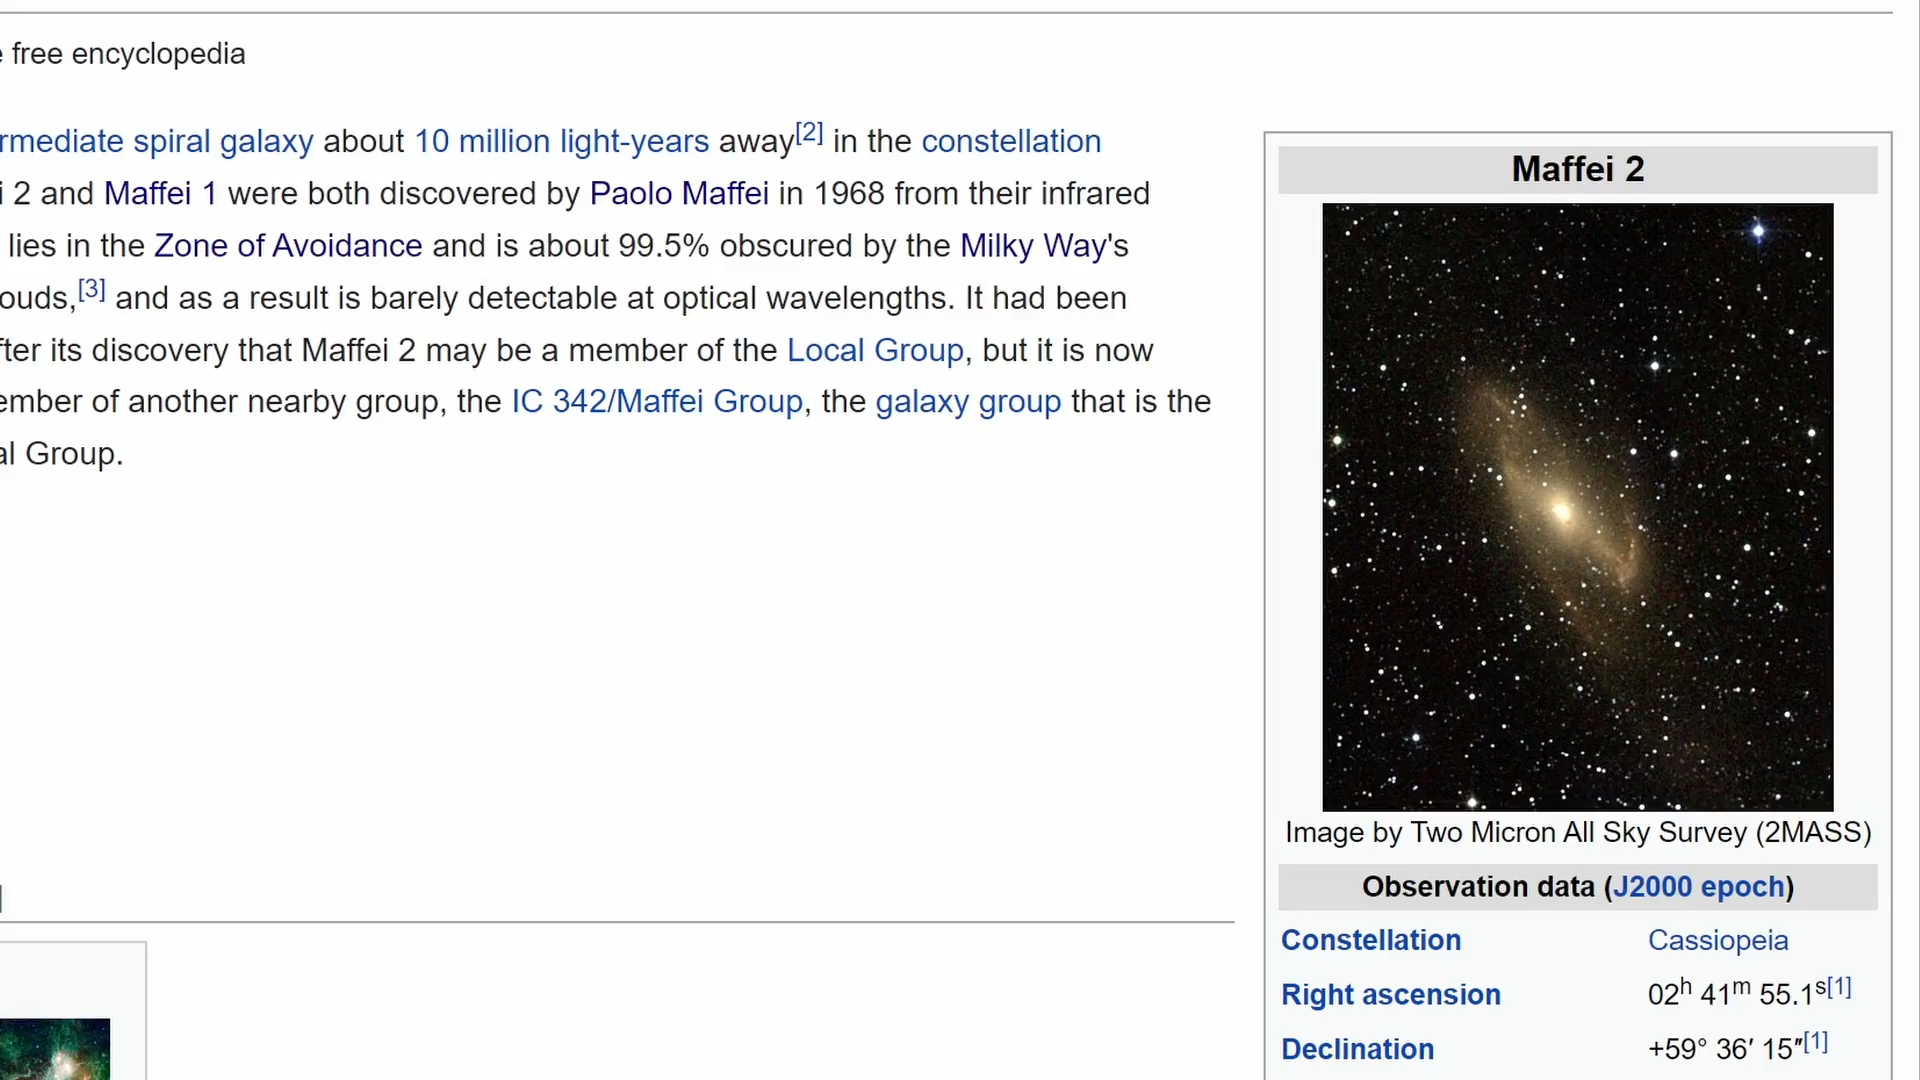 free encyclopedia
rmediate spiral galaxy about 10 million light-years away[2] in the constellation
i 2 and Maffei 1 were both discovered by Paolo Maffei in 1968 from their infrared
lies in the Zone of Avoidance and is about 99.5% obscured by the Milky Way's
ouds,[3] and as a result is barely detectable at optical wavelengths. It had been
fter its discovery that Maffei 2 may be a member of the Local Group, but it is now
ember of another nearby group, the IC 342/Maffei Group, the galaxy group that is the
al Group.
Maffei 2
Image by Two Micron All Sky Survey (2MASS)
Observation data (J2000 epoch)
Constellation Cassiopeia
Right ascension 02h 41m 55.1s[1]
Declination +59° 36′ 15″[1]